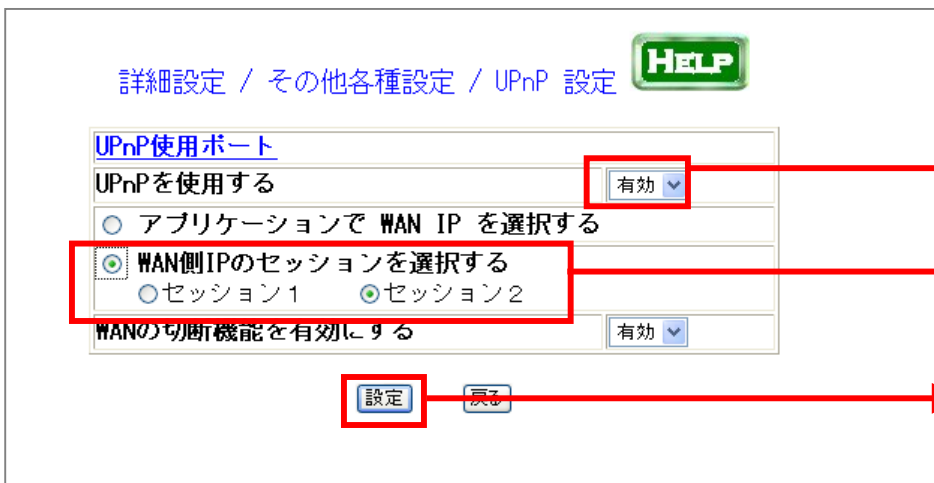 詳細設定 / その他各種設定 / UPnP 設定 HELP
UPnP使用ポート
UPnPを使用する 有効
アプリケーションで WAN IP を選択する
WAN側IPのセッションを選択する
セッション1 セッション2
WANの切断機能を有効にする 有効
設定 戻る